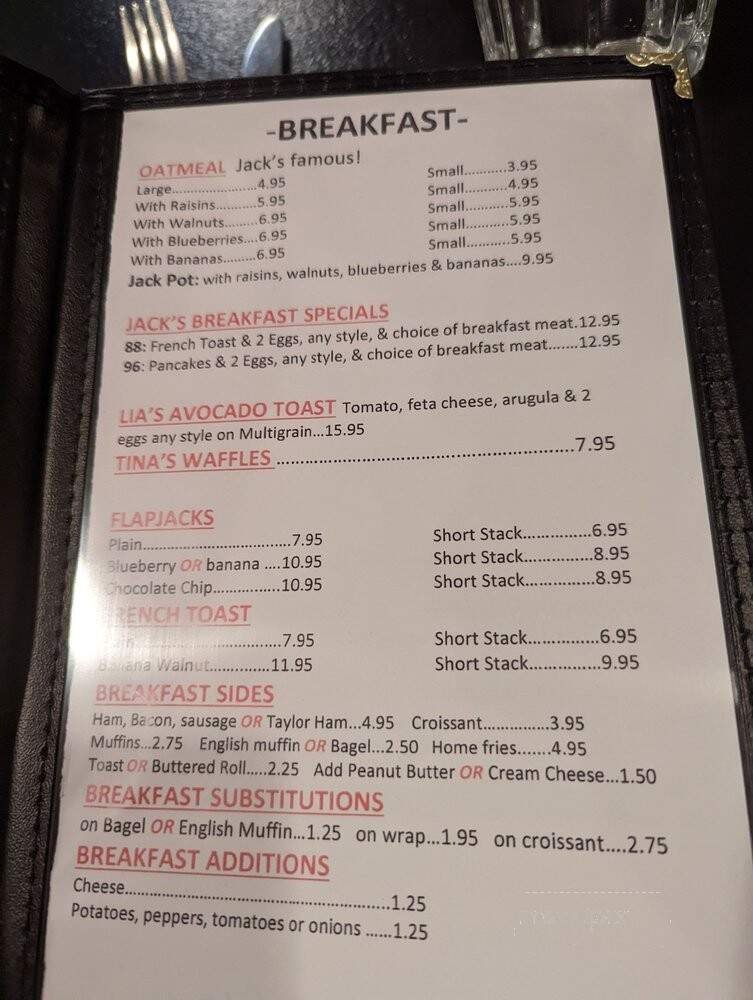 -BREAKFAST-
OATMEAL Jack's famous!
Large........................4.95 Small...........3.95
With Raisins...........5.95 Small...........4.95
With Walnuts.........6.95 Small...........5.95
With Blueberries....6.95 Small...........5.95
With Bananas.........6.95 Small...........5.95
Jack Pot: with raisins, walnuts, blueberries & bananas....9.95
JACK'S BREAKFAST SPECIALS
88: French Toast & 2 Eggs, any style, & choice of breakfast meat.12.95
96: Pancakes & 2 Eggs, any style, & choice of breakfast meat.......12.95
LIA'S AVOCADO TOAST Tomato, feta cheese, arugula & 2
eggs any style on Multigrain...15.95
TINA'S WAFFLES ......................................................7.95
FLAPJACKS
Plain.................................7.95 Short Stack...............6.95
Blueberry OR banana ....10.95 Short Stack...............8.95
Chocolate Chip...............10.95 Short Stack...............8.95
FRENCH TOAST
.................................7.95 Short Stack................6.95
Banana Walnut..............11.95 Short Stack................9.95
BREAKFAST SIDES
Ham, Bacon, sausage OR Taylor Ham...4.95 Croissant...............3.95
Muffins...2.75 English muffin OR Bagel...2.50 Home fries.......4.95
Toast OR Buttered Roll.....2.25 Add Peanut Butter OR Cream Cheese...1.50
BREAKFAST SUBSTITUTIONS
on Bagel OR English Muffin...1.25 on wrap...1.95 on croissant....2.75
BREAKFAST ADDITIONS
Cheese......................................................1.25
Potatoes, peppers, tomatoes or onions ......1.25